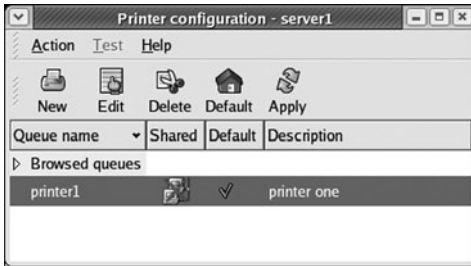 Printer configuration - server1
Action Test Help
New Edit Delete Default Apply
Queue name Shared Default Description
Browsed queues
printer1 printer one